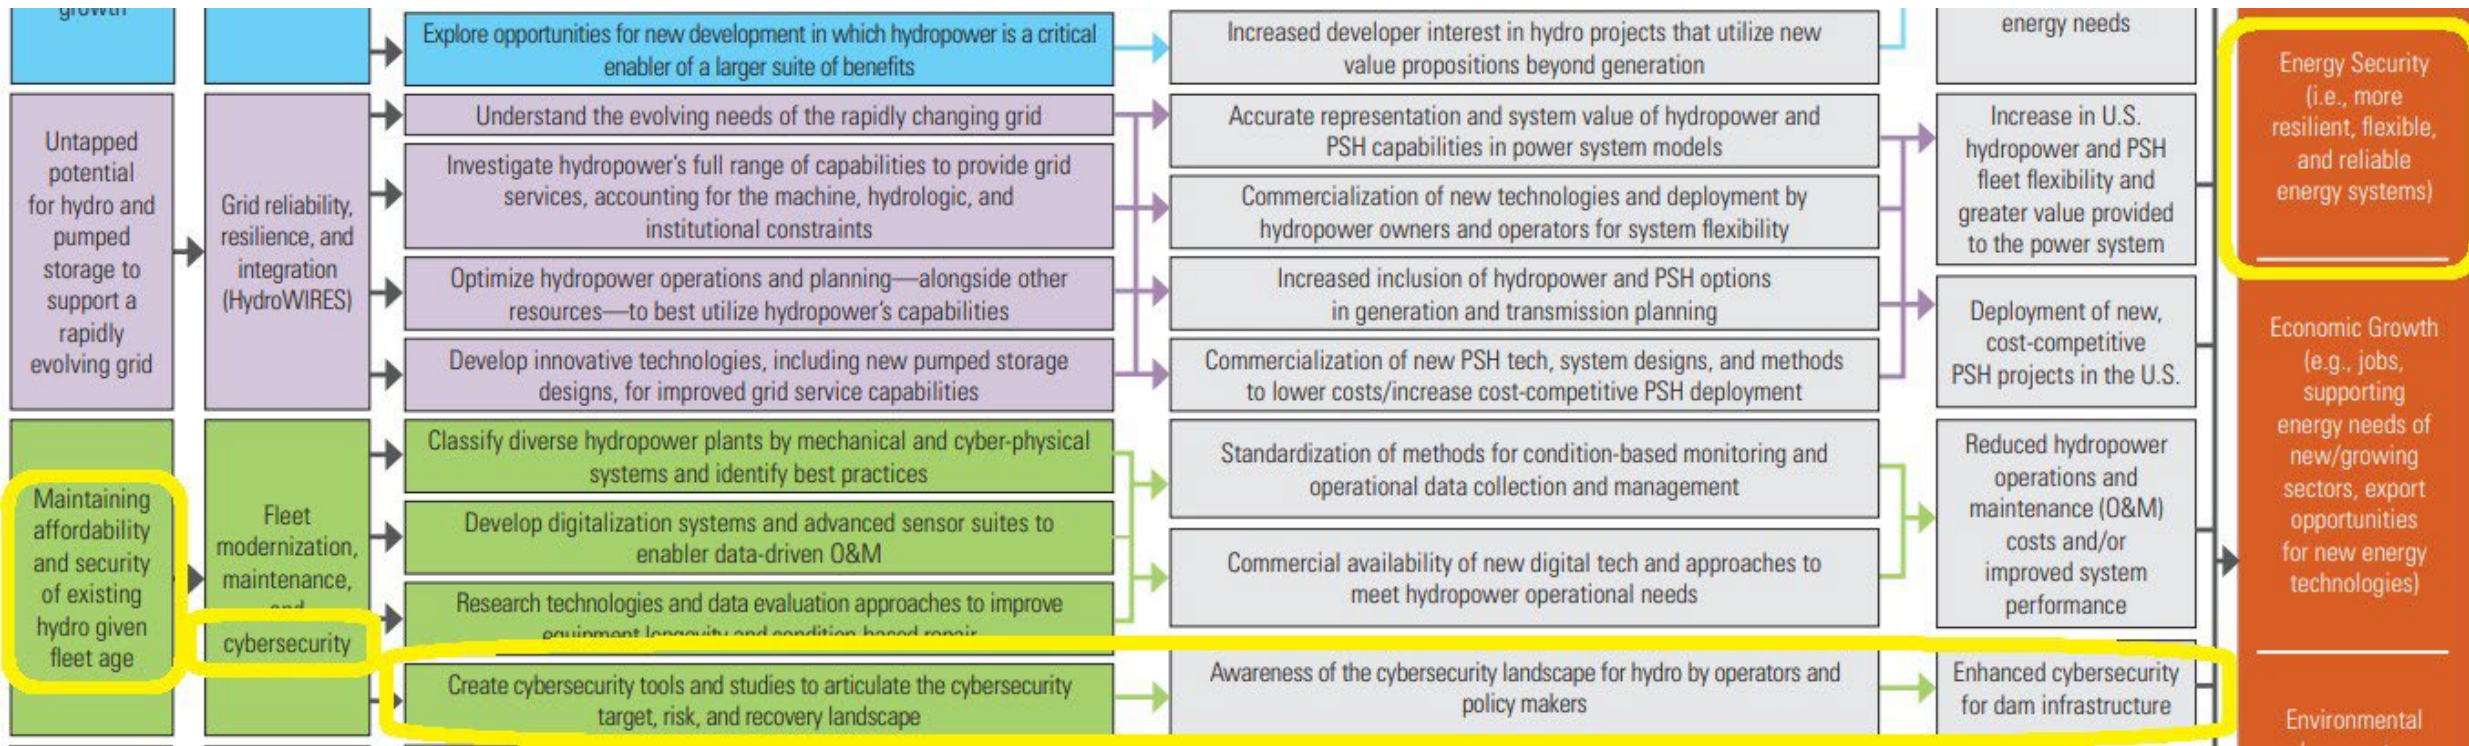 growth
Explore opportunities for new development in which hydropower is a critical
enabler of a larger suite of benefits
Increased developer interest in hydro projects that utilize new
value propositions beyond generation
energy needs
Untapped
potential
for hydro and
pumped
storage to
support a
rapidly
evolving grid
Grid reliability,
resilience, and
integration
(HydroWIRES)
Understand the evolving needs of the rapidly changing grid
Investigate hydropower's full range of capabilities to provide grid
services, accounting for the machine, hydrologic, and
institutional constraints
Optimize hydropower operations and planning—alongside other
resources—to best utilize hydropower's capabilities
Develop innovative technologies, including new pumped storage
designs, for improved grid service capabilities
Accurate representation and system value of hydropower and
PSH capabilities in power system models
Commercialization of new technologies and deployment by
hydropower owners and operators for system flexibility
Increased inclusion of hydropower and PSH options
in generation and transmission planning
Commercialization of new PSH tech, system designs, and methods
to lower costs/increase cost-competitive PSH deployment
Increase in U.S.
hydropower and PSH
fleet flexibility and
greater value provided
to the power system
Deployment of new,
cost-competitive
PSH projects in the U.S.
Maintaining
affordability
and security
of existing
hydro given
fleet age
Fleet
modernization,
maintenance,
and
cybersecurity
Classify diverse hydropower plants by mechanical and cyber-physical
systems and identify best practices
Develop digitalization systems and advanced sensor suites to
enabler data-driven O&M
Research technologies and data evaluation approaches to improve
equipment longevity and condition-based repair
Create cybersecurity tools and studies to articulate the cybersecurity
target, risk, and recovery landscape
Standardization of methods for condition-based monitoring and
operational data collection and management
Commercial availability of new digital tech and approaches to
meet hydropower operational needs
Awareness of the cybersecurity landscape for hydro by operators and
policy makers
Reduced hydropower
operations and
maintenance (O&M)
costs and/or
improved system
performance
Enhanced cybersecurity
for dam infrastructure
Energy Security
(i.e., more
resilient, flexible,
and reliable
energy systems)
Economic Growth
(e.g., jobs,
supporting
energy needs of
new/growing
sectors, export
opportunities
for new energy
technologies)
Environmental